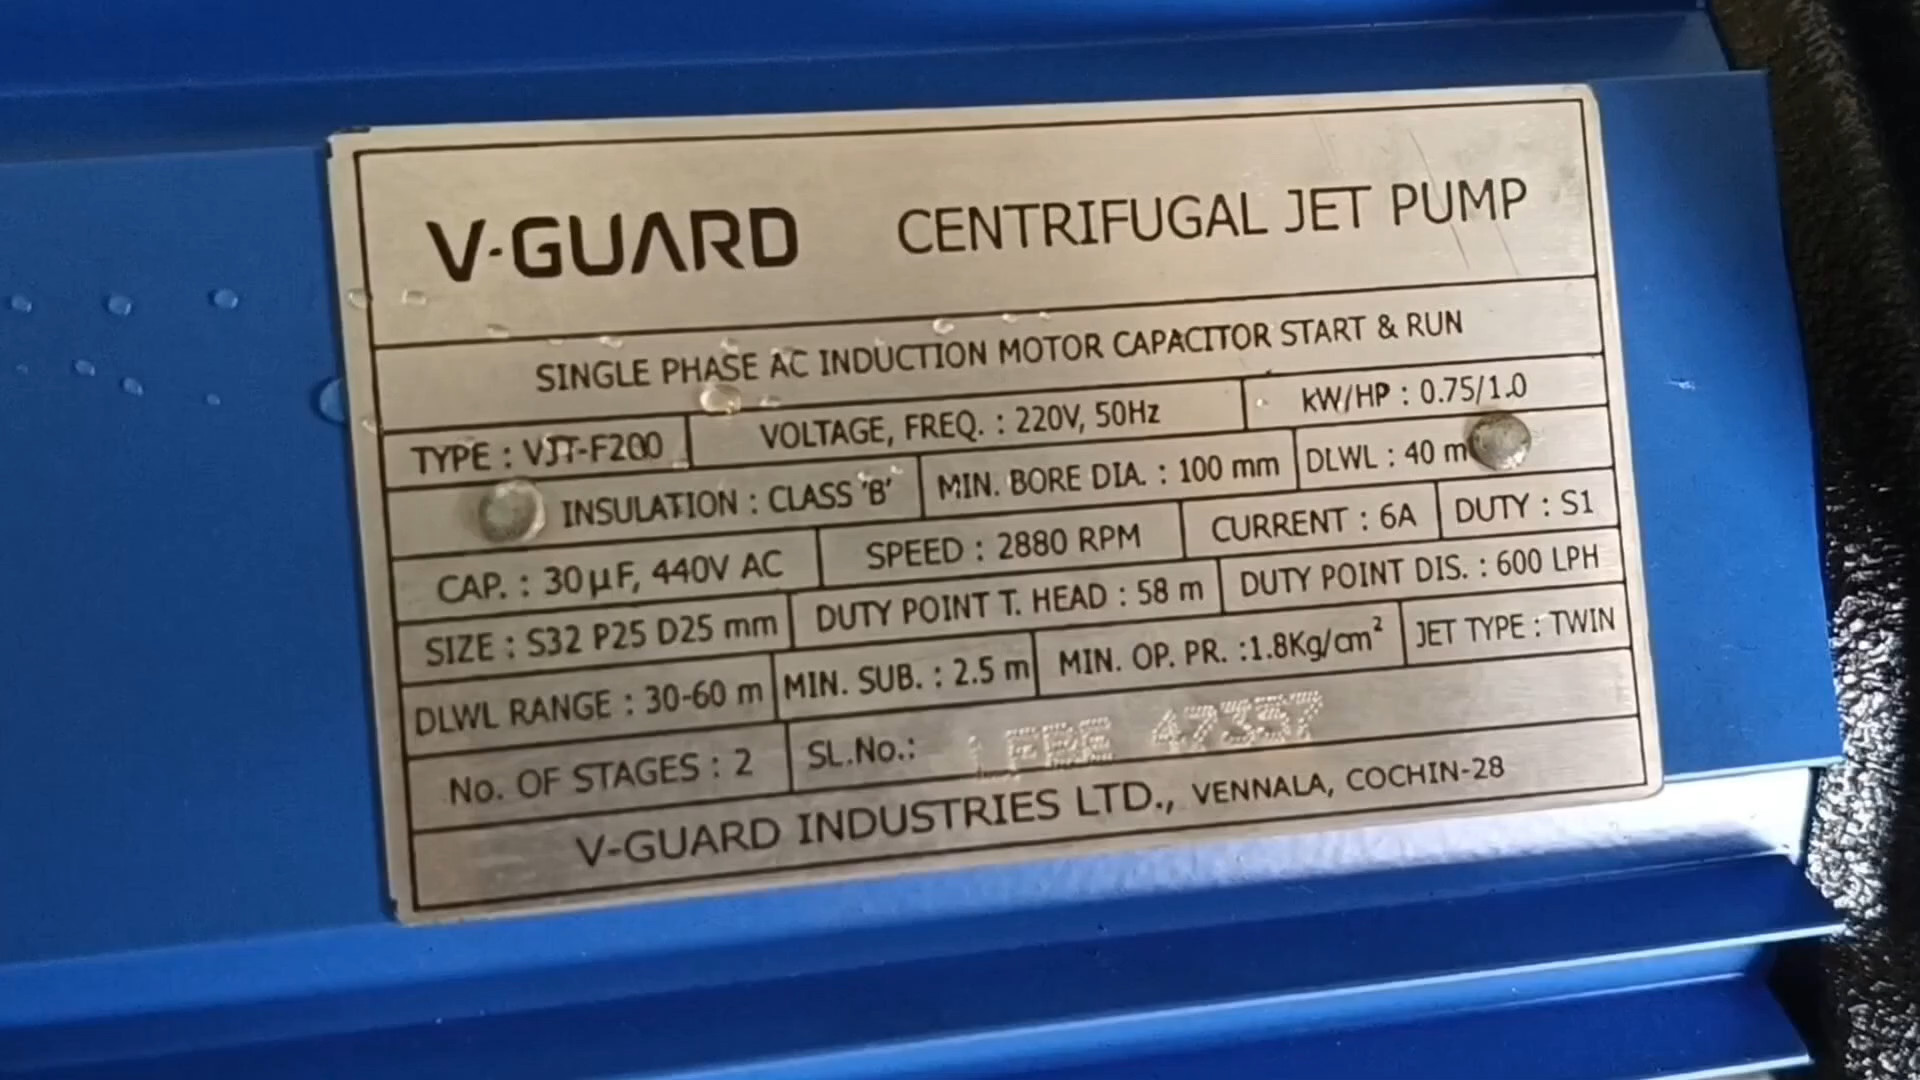 V-GUARD CENTRIFUGAL JET PUMP
SINGLE PHASE AC INDUCTION MOTOR CAPACITOR START & RUN
TYPE : VJT-F200 VOLTAGE, FREQ. : 220V, 50Hz kW/HP : 0.75/1.0
INSULATION : CLASS 'B' MIN. BORE DIA. : 100 mm DLWL : 40 m
CAP. : 30µF, 440V AC SPEED : 2880 RPM CURRENT : 6A DUTY : S1
SIZE : S32 P25 D25 mm DUTY POINT T. HEAD : 58 m DUTY POINT DIS. : 600 LPH
DLWL RANGE : 30-60 m MIN. SUB. : 2.5 m MIN. OP. PR. :1.8Kg/cm² JET TYPE : TWIN
No. OF STAGES : 2 SL.No.: 47357
V-GUARD INDUSTRIES LTD., VENNALA, COCHIN-28